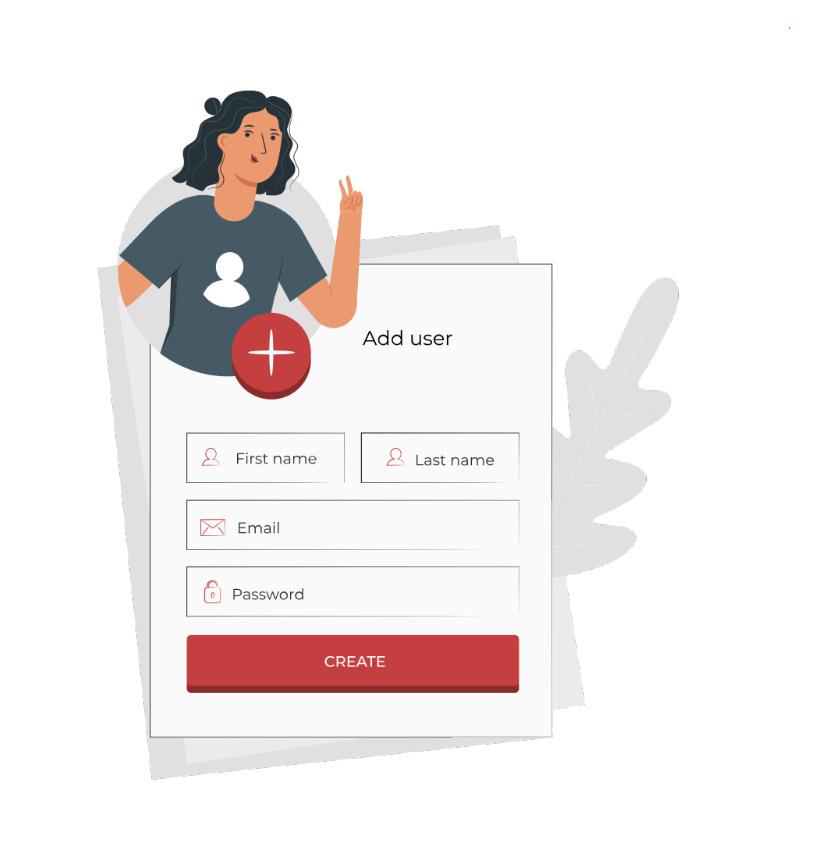 Add user
First name
Last name
Email
Password
CREATE